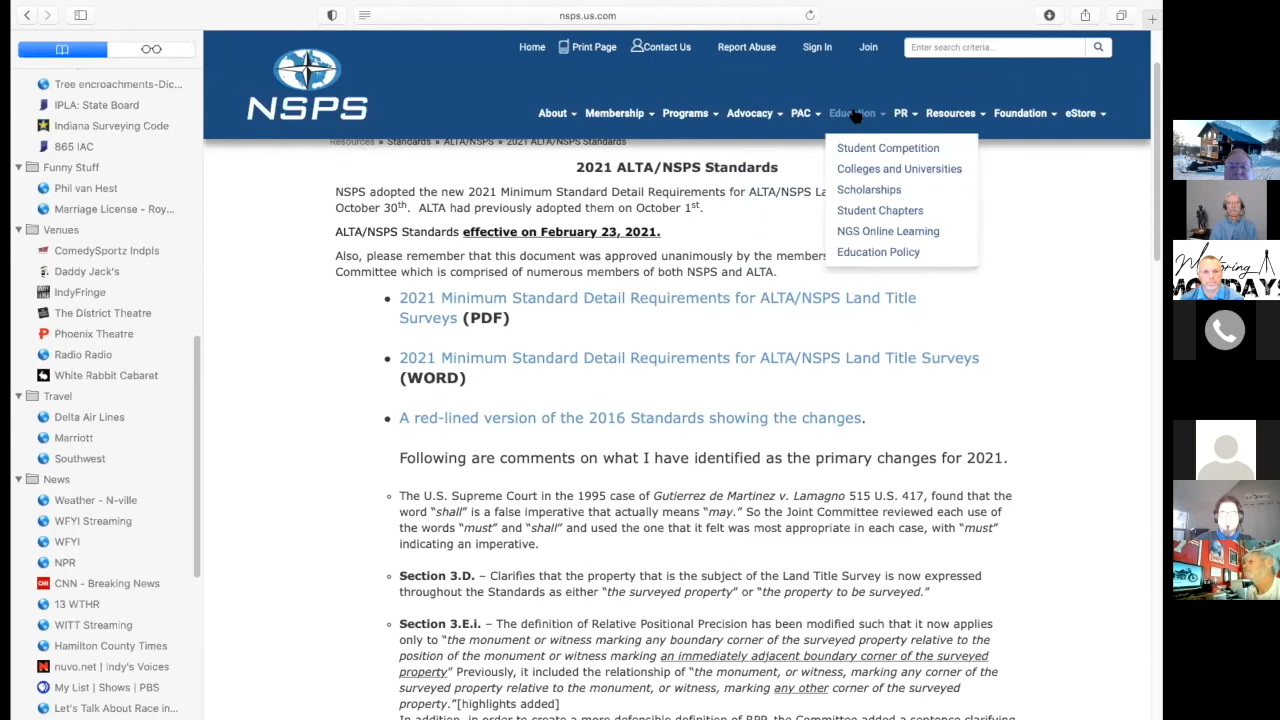 nsps.us.com
Tree encroachments-Dic...
IPLA: State Board
Indiana Surveying Code
865 IAC
Funny Stuff
Phil van Hest
Marriage License - Roy...
Venues
ComedySportz Indpls
Daddy Jack's
IndyFringe
The District Theatre
Phoenix Theatre
Radio Radio
White Rabbit Cabaret
Travel
Delta Air Lines
Marriott
Southwest
News
Weather - N-ville
WFYI Streaming
WFYI
NPR
CNN - Breaking News
13 WTHR
WITT Streaming
Hamilton County Times
nuvo.net | Indy's Voices
My List | Shows | PBS
Let's Talk About Race in...
Home Print Page Contact Us Report Abuse Sign In Join Enter search criteria...
NSPS
About Membership Programs Advocacy PAC Education PR Resources Foundation eStore
Student Competition
Colleges and Universities
Scholarships
Student Chapters
NGS Online Learning
Education Policy
Resources » Standards » ALTA/NSPS » 2021 ALTA/NSPS Standards
2021 ALTA/NSPS Standards
NSPS adopted the new 2021 Minimum Standard Detail Requirements for ALTA/NSPS La
October 30th. ALTA had previously adopted them on October 1st.
ALTA/NSPS Standards effective on February 23, 2021.
Also, please remember that this document was approved unanimously by the members
Committee which is comprised of numerous members of both NSPS and ALTA.
• 2021 Minimum Standard Detail Requirements for ALTA/NSPS Land Title
Surveys (PDF)
• 2021 Minimum Standard Detail Requirements for ALTA/NSPS Land Title Surveys
(WORD)
• A red-lined version of the 2016 Standards showing the changes.
Following are comments on what I have identified as the primary changes for 2021.
The U.S. Supreme Court in the 1995 case of Gutierrez de Martinez v. Lamagno 515 U.S. 417, found that the
word “shall” is a false imperative that actually means “may.” So the Joint Committee reviewed each use of
the words “must” and “shall” and used the one that it felt was most appropriate in each case, with “must”
indicating an imperative.
Section 3.D. – Clarifies that the property that is the subject of the Land Title Survey is now expressed
throughout the Standards as either “the surveyed property” or “the property to be surveyed.”
Section 3.E.i. – The definition of Relative Positional Precision has been modified such that it now applies
only to “the monument or witness marking any boundary corner of the surveyed property relative to the
position of the monument or witness marking an immediately adjacent boundary corner of the surveyed
property” Previously, it included the relationship of “the monument, or witness, marking any corner of the
surveyed property relative to the monument, or witness, marking any other corner of the surveyed
property.”[highlights added]
In addition, in order to create a more defensible definition of RPP, the Committee added a sentence clarifying
Mentoring
M NDAYS